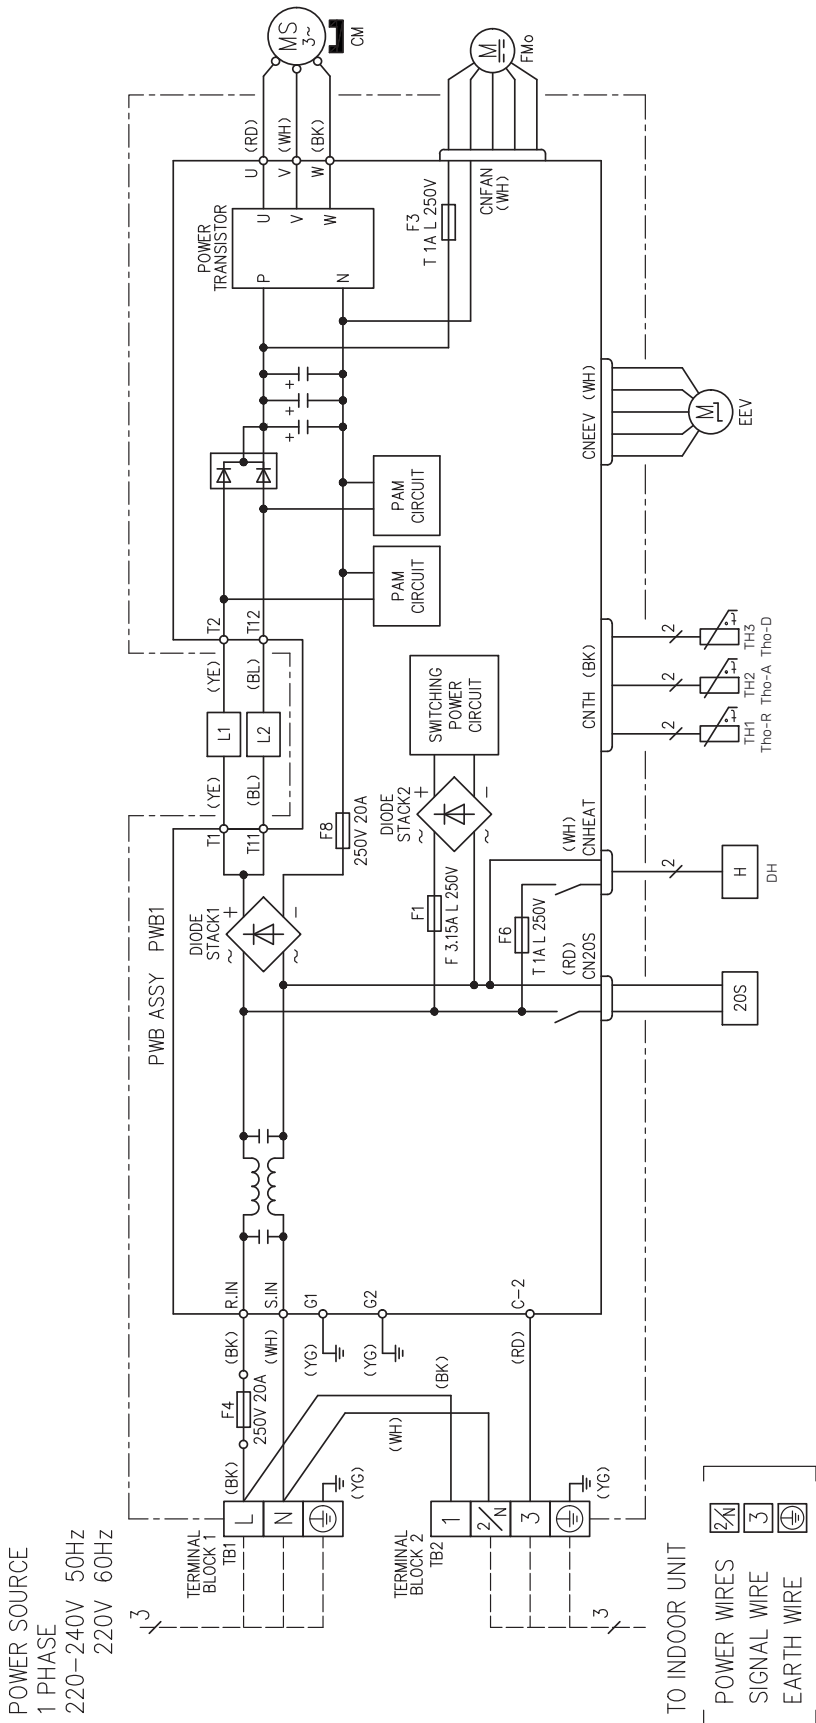 POWER SOURCE
1 PHASE
220-240V 50Hz
220V 60Hz
3
TERMINAL
BLOCK 1
TB1
L
N
(YG)
(BK)
F4
250V 20A
(BK)
(WH)
R.IN
S.IN
G1
(YG)
G2
(YG)
C-2
(RD)
(BK)
(WH)
TERMINAL
BLOCK 2
TB2
1
2/N
3
(YG)
3
TO INDOOR UNIT
POWER WIRES 2/N
SIGNAL WIRE 3
EARTH WIRE
PWB ASSY PWB1
DIODE
STACK1
~
+
~
-
T1
T11
(YE)
(BL)
L1
L2
(YE)
(BL)
T2
T12
F8
250V 20A
DIODE
STACK2
~
+
~
-
F1
F 3.15A L 250V
F6
T 1A L 250V
(RD)
CN20S
20S
(WH)
CNHEAT
2
H
DH
SWITCHING
POWER
CIRCUIT
PAM
CIRCUIT
PAM
CIRCUIT
+
+
+
POWER
TRANSISTOR
P
N
U
V
W
U
V
W
(RD)
(WH)
(BK)
MS
3~
CM
F3
T 1A L 250V
CNFAN
(WH)
M
FMo
CNEEV (WH)
M
EEV
CNTH (BK)
2
2
2
t
t
t
TH1
Tho-R
TH2
Tho-A
TH3
Tho-D